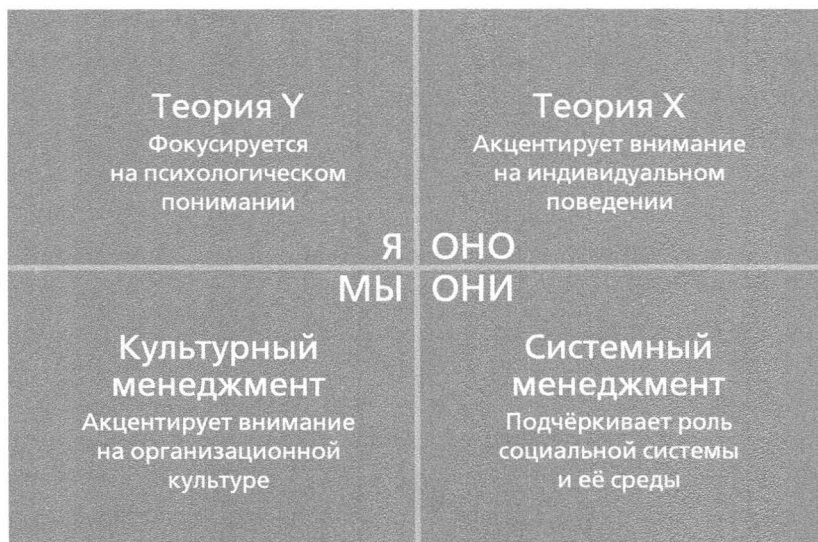 Теория Y
Фокусируется
на психологическом
понимании
Теория X
Акцентирует внимание
на индивидуальном
поведении
Я ОНО
МЫ ОНИ
Культурный
менеджмент
Акцентирует внимание
на организационной
культуре
Системный
менеджмент
Подчёркивает роль
социальной системы
и её среды